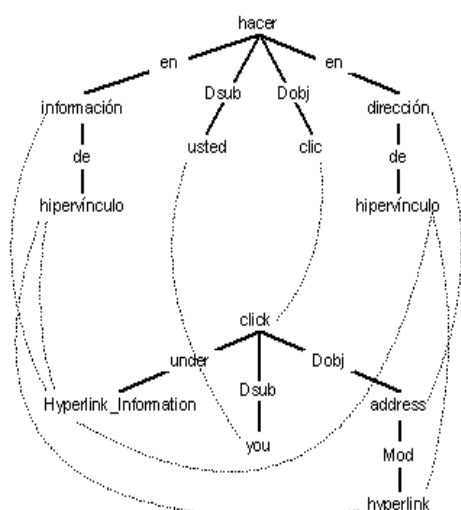 hacer
en Dsub Dobj en
información usted clic dirección
de de
hipervínculo hipervínculo
click
under Dsub Dobj
Hyperlink_Information you address
Mod
hyperlink